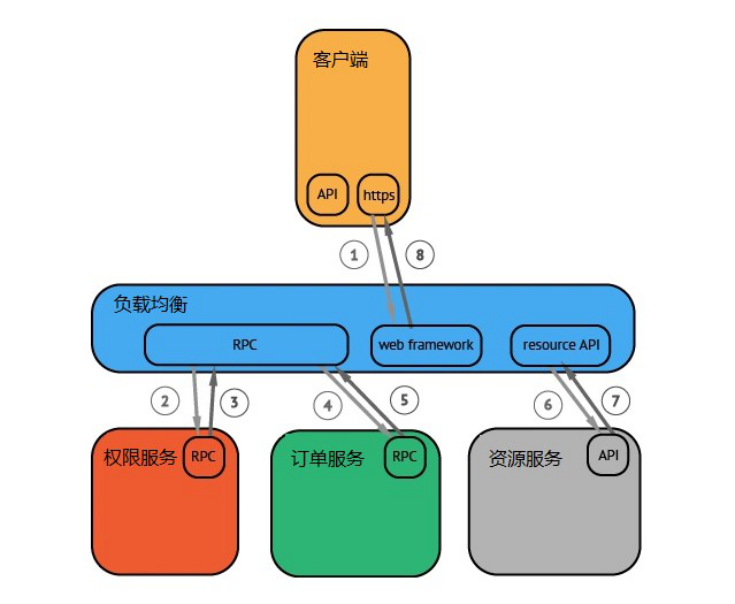 客户端
API
https
1
8
负载均衡
RPC
web framework
resource API
2
3
4
5
6
7
权限服务
RPC
订单服务
RPC
资源服务
API